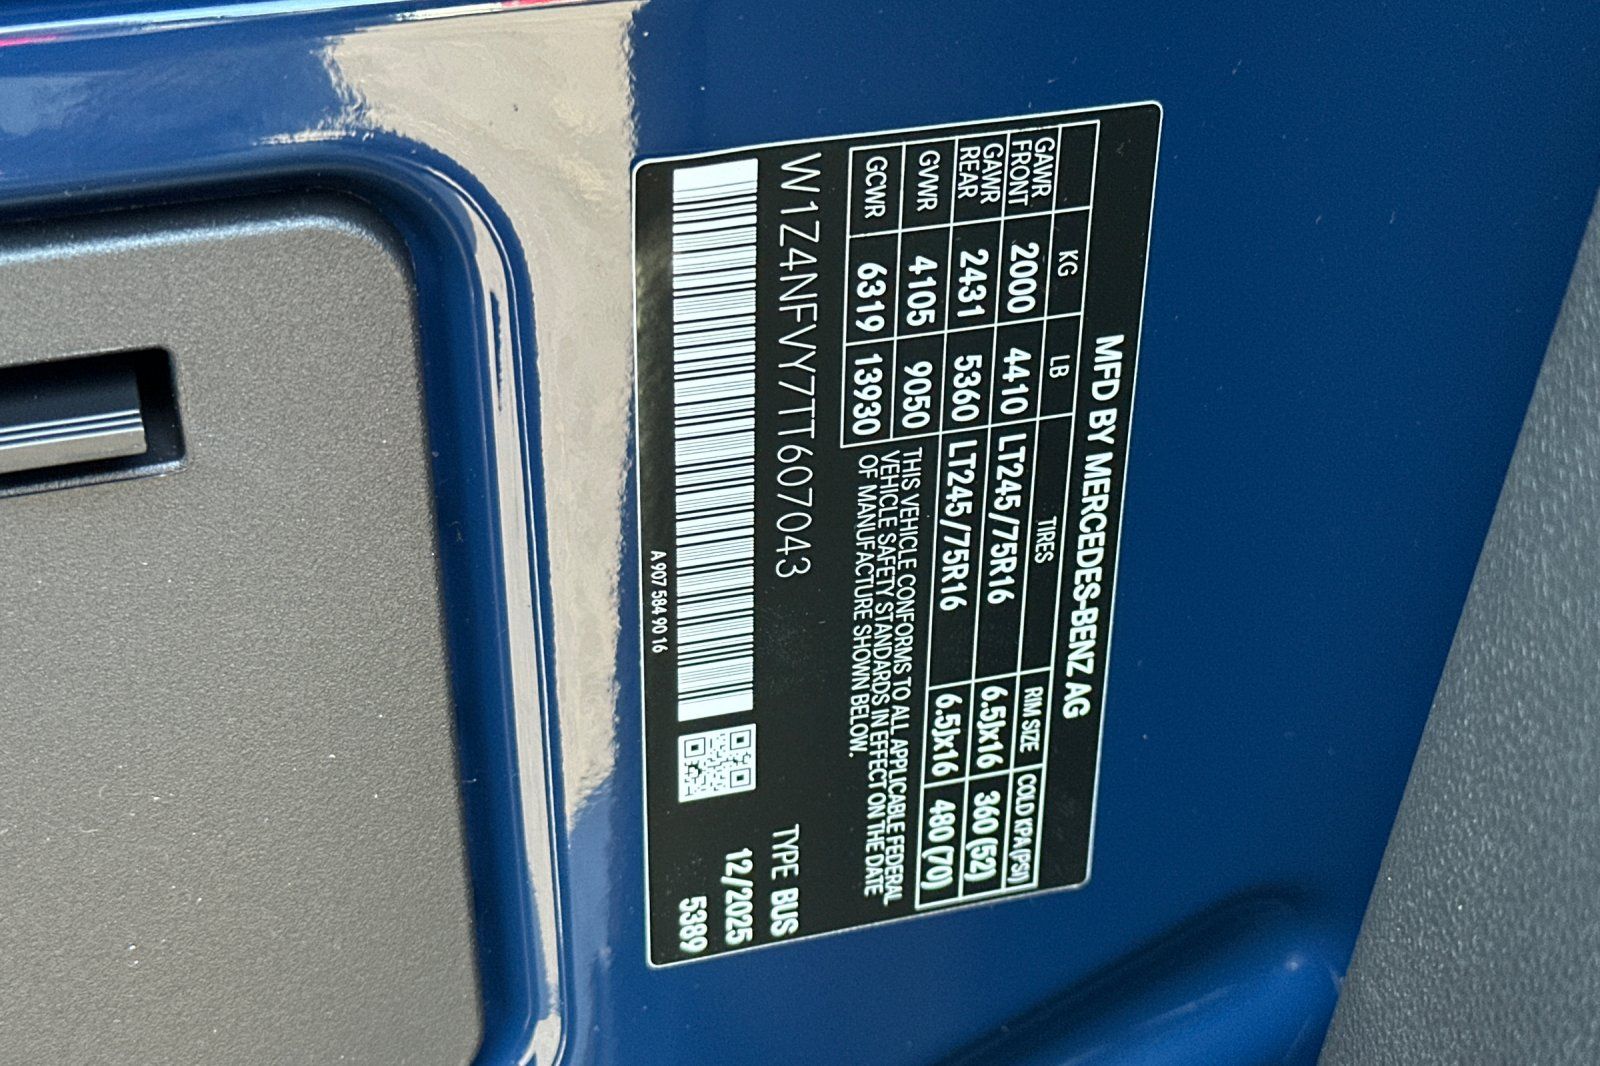 MFD BY MERCEDES-BENZ AG
KG LB TIRES RIM SIZE COLD KPA (PSI)
GAWR FRONT 2000 4410 LT245/75R16 6.5Jx16 360 (52)
GAWR REAR 2431 5360 LT245/75R16 6.5Jx16 480 (70)
GVWR 4105 9050
GCWR 6319 13930
THIS VEHICLE CONFORMS TO ALL APPLICABLE FEDERAL
VEHICLE SAFETY STANDARDS IN EFFECT ON THE DATE
OF MANUFACTURE SHOWN BELOW.
W1Z4NFVY7TT607043
TYPE BUS
12/2025
5389
A 907 584 90 16